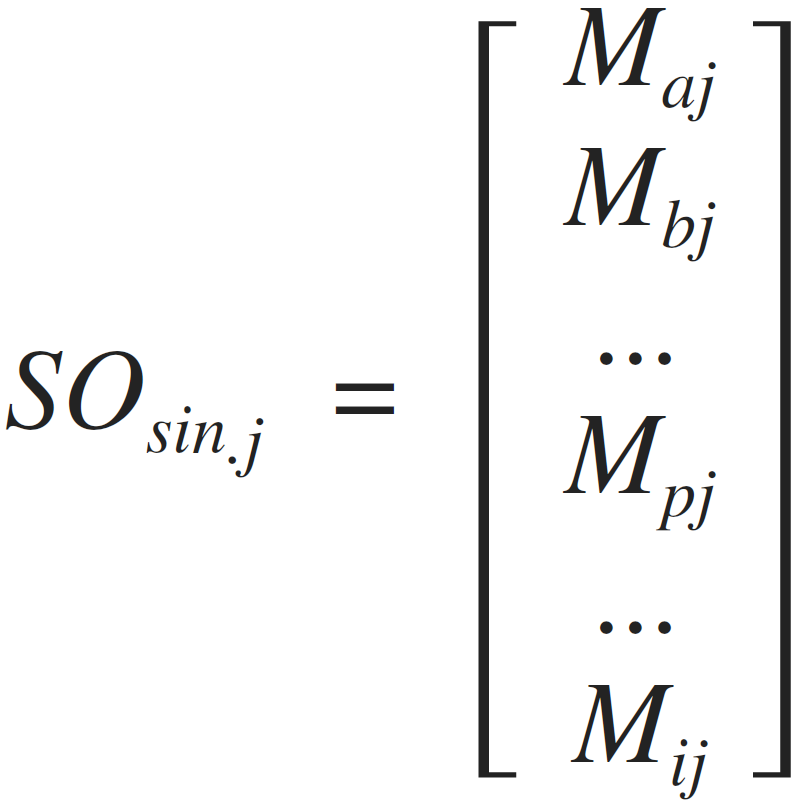 M_{aj}
M_{bj}
...
SO_{sin.j} =
M_{pj}
...
M_{ij}